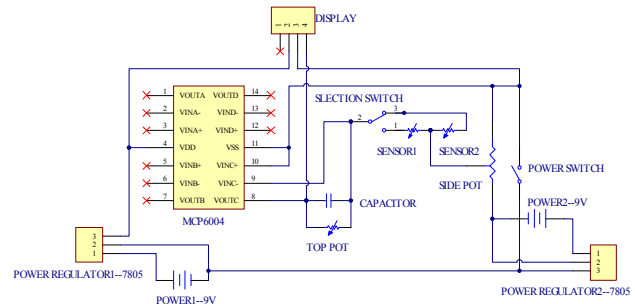 DISPLAY
1 2 3 4
SLECTION SWITCH
1 VOUTA VOUTD 14
2 VINA- VIND- 13
3 VINA+ VIND+ 12
4 VDD VSS 11
5 VINB+ VINC+ 10
6 VINB- VINC- 9
7 VOUTB VOUTC 8
MCP6004
2 3 1
SENSOR1
SENSOR2
POWER SWITCH
SIDE POT
CAPACITOR
TOP POT
POWER2--9V
3
2
1
POWER REGULATOR1--7805
POWER1--9V
1
2
3
POWER REGULATOR2--7805